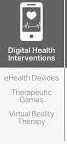 Digital Health
Interventions
eHealth Devices
Therapeutic
Games
Virtual Reality
Therapy